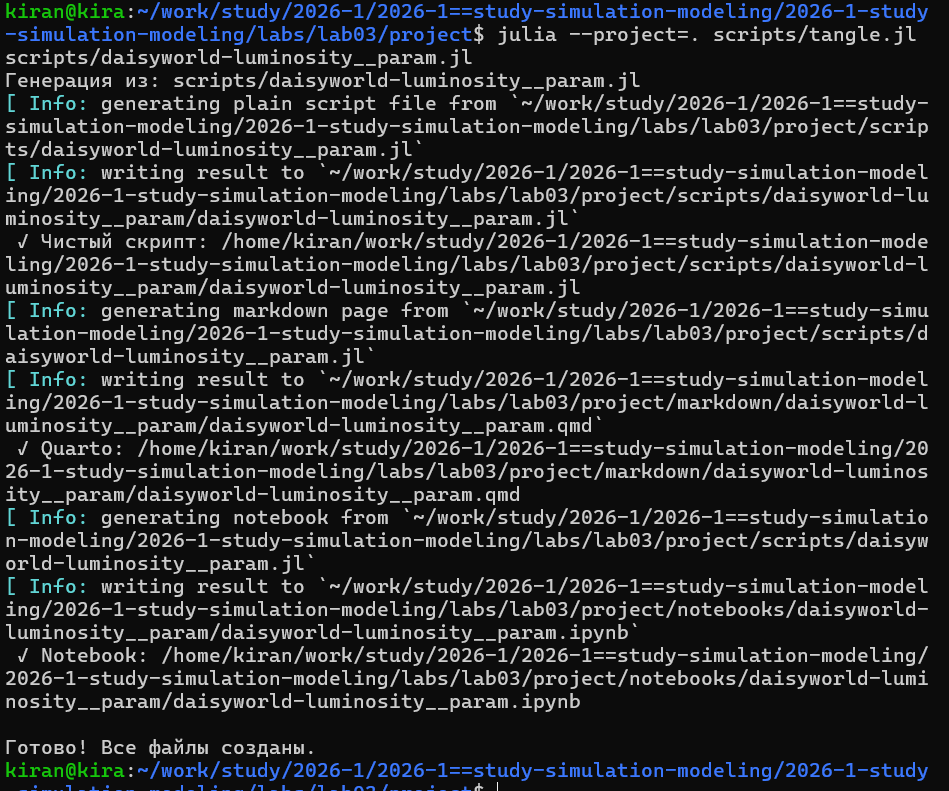 kiran@kira:~/work/study/2026-1/2026-1==study-simulation-modeling/2026-1-study
-simulation-modeling/labs/lab03/project$ julia --project=. scripts/tangle.jl
scripts/daisyworld-luminosity__param.jl
Генерация из: scripts/daisyworld-luminosity__param.jl
[ Info: generating plain script file from `~/work/study/2026-1/2026-1==study-
simulation-modeling/2026-1-study-simulation-modeling/labs/lab03/project/scrip
ts/daisyworld-luminosity__param.jl`
[ Info: writing result to `~/work/study/2026-1/2026-1==study-simulation-model
ing/2026-1-study-simulation-modeling/labs/lab03/project/scripts/daisyworld-lu
minosity__param/daisyworld-luminosity__param.jl`
 ✓ Чистый скрипт: /home/kiran/work/study/2026-1/2026-1==study-simulation-mode
ling/2026-1-study-simulation-modeling/labs/lab03/project/scripts/daisyworld-l
uminosity__param/daisyworld-luminosity__param.jl
[ Info: generating markdown page from `~/work/study/2026-1/2026-1==study-simu
lation-modeling/2026-1-study-simulation-modeling/labs/lab03/project/scripts/d
aisyworld-luminosity__param.jl`
[ Info: writing result to `~/work/study/2026-1/2026-1==study-simulation-model
ing/2026-1-study-simulation-modeling/labs/lab03/project/markdown/daisyworld-l
uminosity__param/daisyworld-luminosity__param.qmd`
 ✓ Quarto: /home/kiran/work/study/2026-1/2026-1==study-simulation-modeling/20
26-1-study-simulation-modeling/labs/lab03/project/markdown/daisyworld-luminos
ity__param/daisyworld-luminosity__param.qmd
[ Info: generating notebook from `~/work/study/2026-1/2026-1==study-simulatio
n-modeling/2026-1-study-simulation-modeling/labs/lab03/project/scripts/daisyw
orld-luminosity__param.jl`
[ Info: writing result to `~/work/study/2026-1/2026-1==study-simulation-model
ing/2026-1-study-simulation-modeling/labs/lab03/project/notebooks/daisyworld-
luminosity__param/daisyworld-luminosity__param.ipynb`
 ✓ Notebook: /home/kiran/work/study/2026-1/2026-1==study-simulation-modeling/
2026-1-study-simulation-modeling/labs/lab03/project/notebooks/daisyworld-lumi
nosity__param/daisyworld-luminosity__param.ipynb
Готово! Все файлы созданы.
kiran@kira:~/work/study/2026-1/2026-1==study-simulation-modeling/2026-1-study
-simulation-modeling/labs/lab03/project$